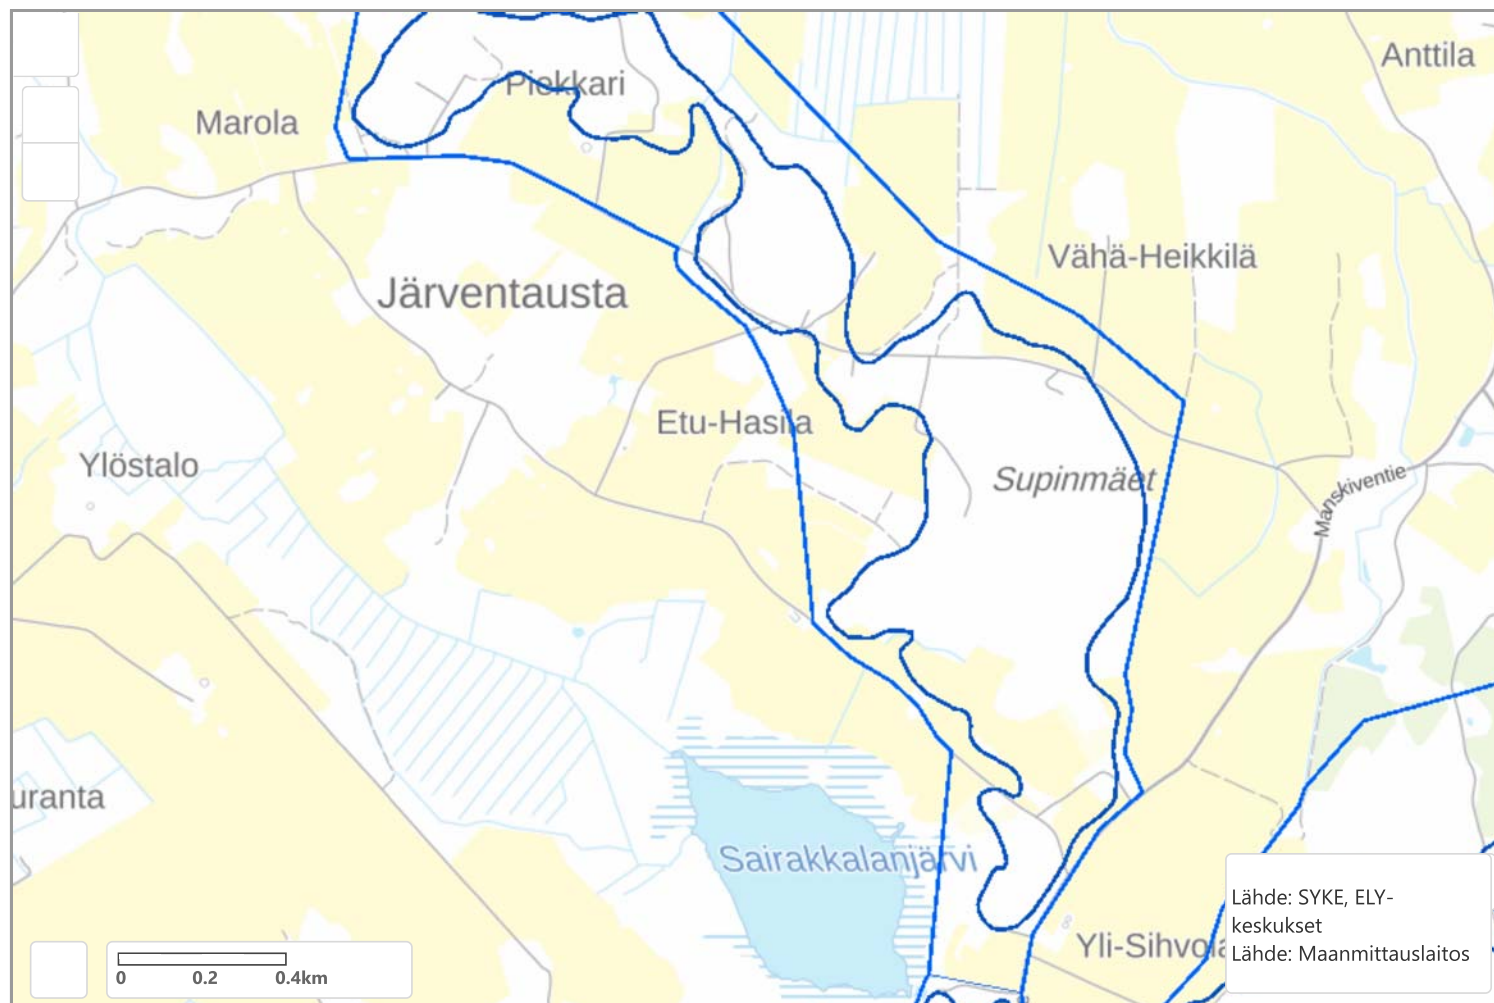 Anttila
Piekkari
Marola
Vähä-Heikkilä
Järventausta
Etu-Hasila
Ylöstalo
Supinmäet
Manskiventie
uranta
Sairakkalanjärvi
Lähde: SYKE, ELY-
keskukset
Yli-Sihvola
Lähde: Maanmittauslaitos
0 0.2 0.4km